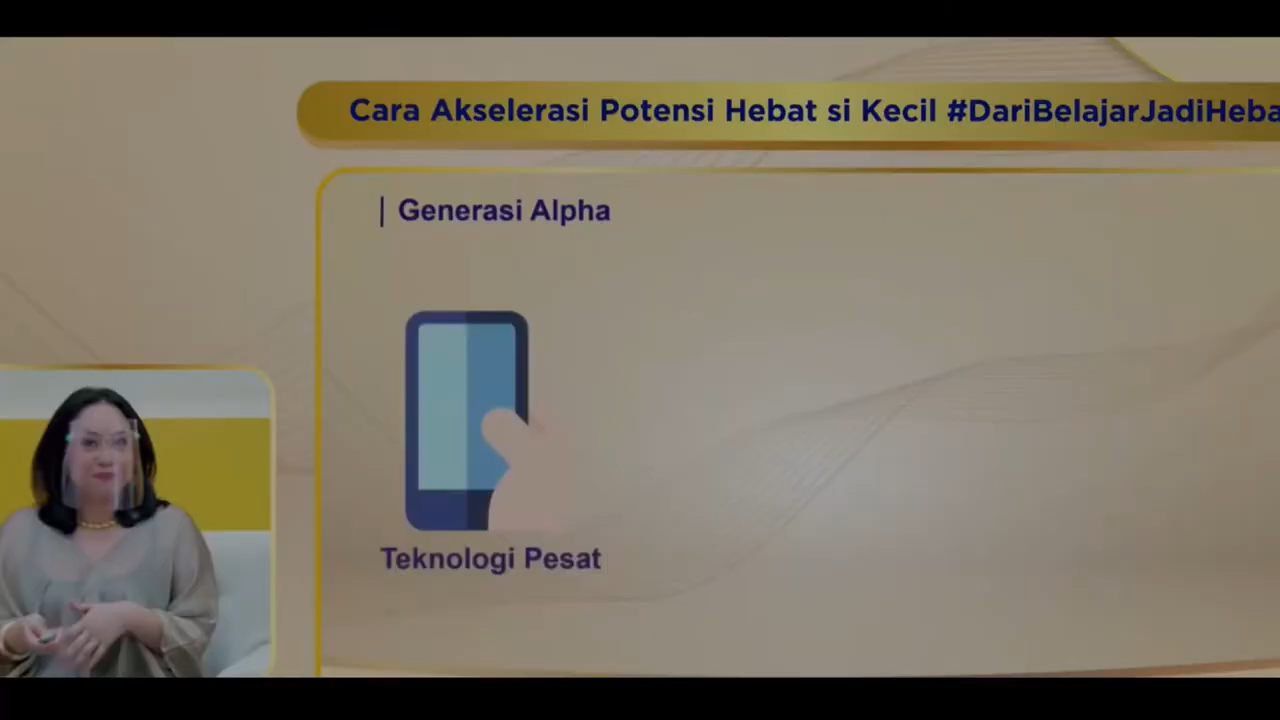 Cara Akselerasi Potensi Hebat si Kecil #DariBelajarJadiHeba
| Generasi Alpha
Teknologi Pesat